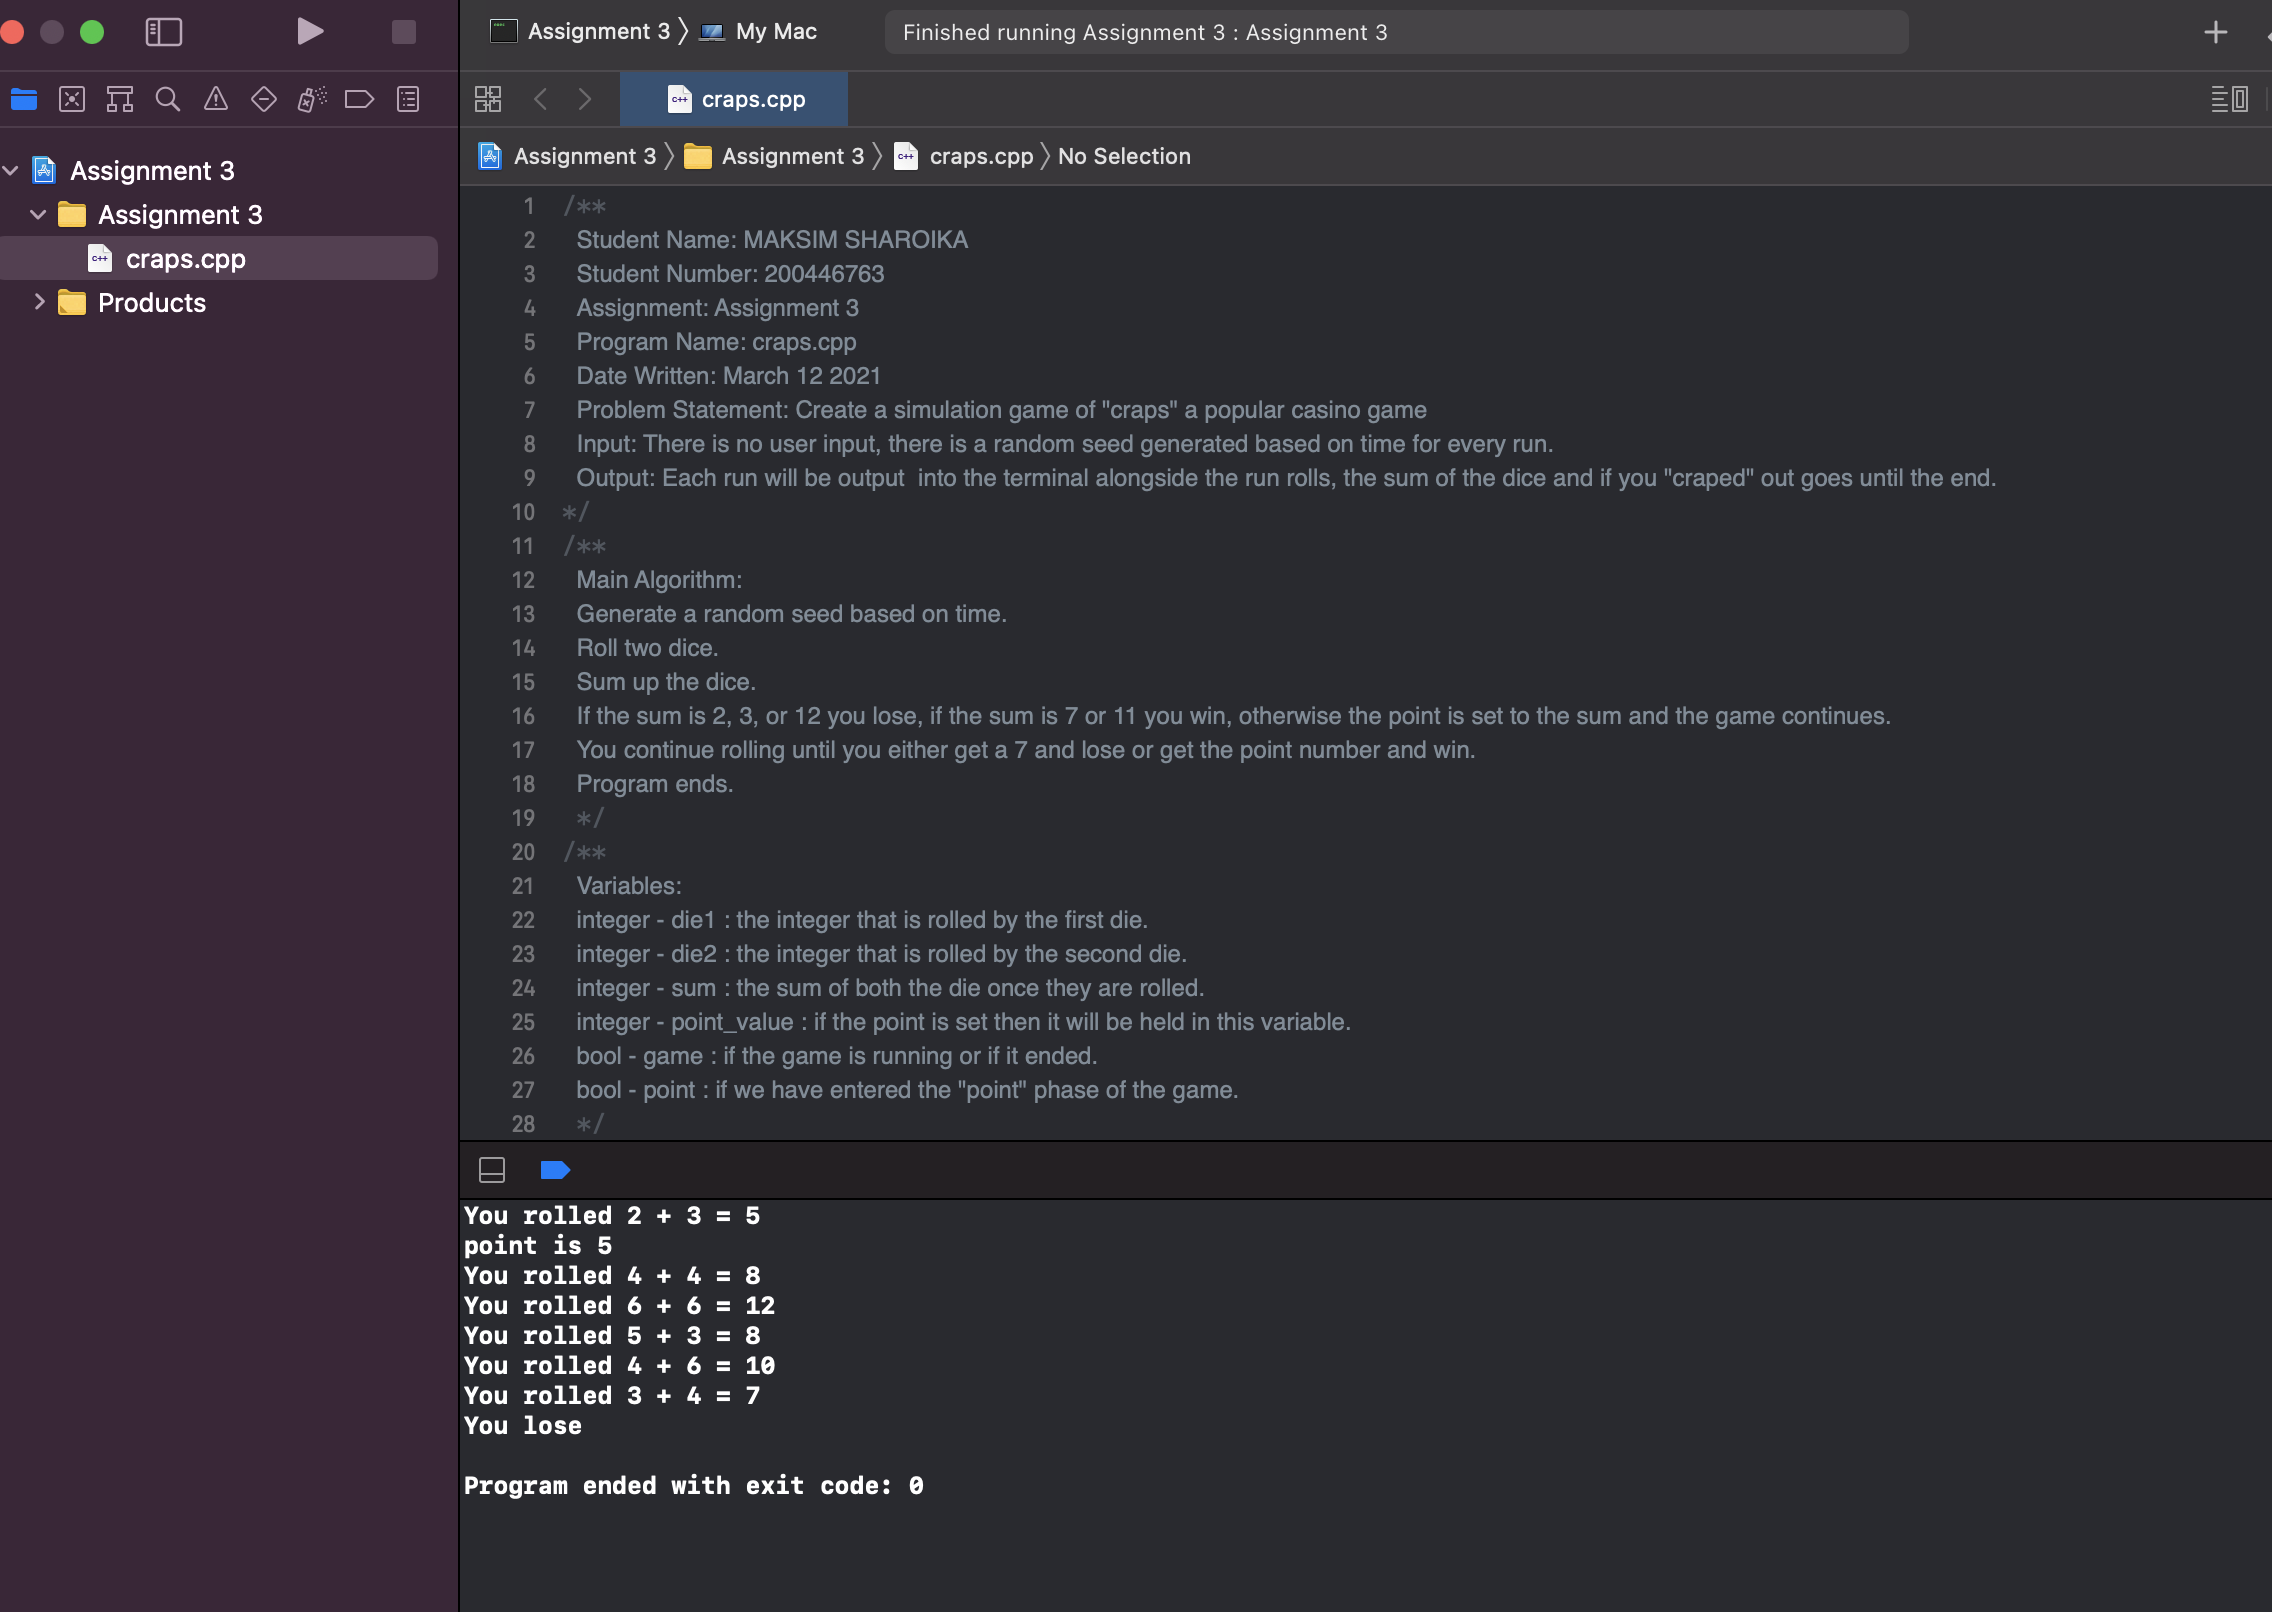 Assignment 3 〉 My Mac
Finished running Assignment 3 : Assignment 3
craps.cpp
Assignment 3 〉 Assignment 3 〉 craps.cpp 〉 No Selection
Assignment 3
Assignment 3
craps.cpp
Products
1 /**
2 Student Name: MAKSIM SHAROIKA
3 Student Number: 200446763
4 Assignment: Assignment 3
5 Program Name: craps.cpp
6 Date Written: March 12 2021
7 Problem Statement: Create a simulation game of "craps" a popular casino game
8 Input: There is no user input, there is a random seed generated based on time for every run.
9 Output: Each run will be output  into the terminal alongside the run rolls, the sum of the dice and if you "craped" out goes until the end.
10 */
11 /**
12 Main Algorithm:
13 Generate a random seed based on time.
14 Roll two dice.
15 Sum up the dice.
16 If the sum is 2, 3, or 12 you lose, if the sum is 7 or 11 you win, otherwise the point is set to the sum and the game continues.
17 You continue rolling until you either get a 7 and lose or get the point number and win.
18 Program ends.
19 */
20 /**
21 Variables:
22 integer - die1 : the integer that is rolled by the first die.
23 integer - die2 : the integer that is rolled by the second die.
24 integer - sum : the sum of both the die once they are rolled.
25 integer - point_value : if the point is set then it will be held in this variable.
26 bool - game : if the game is running or if it ended.
27 bool - point : if we have entered the "point" phase of the game.
28 */
You rolled 2 + 3 = 5
point is 5
You rolled 4 + 4 = 8
You rolled 6 + 6 = 12
You rolled 5 + 3 = 8
You rolled 4 + 6 = 10
You rolled 3 + 4 = 7
You lose
Program ended with exit code: 0